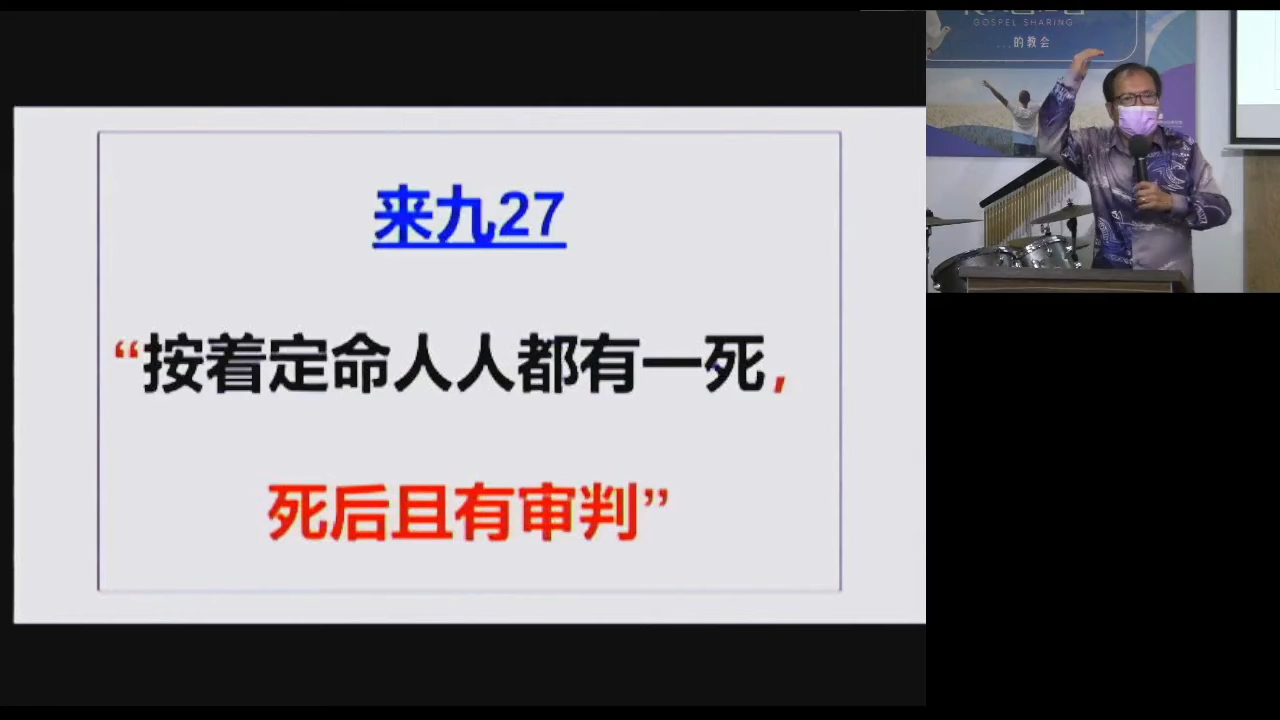 来九27
“按着定命人人都有一死,
死后且有审判”
GOSPEL SHARING
...的教会